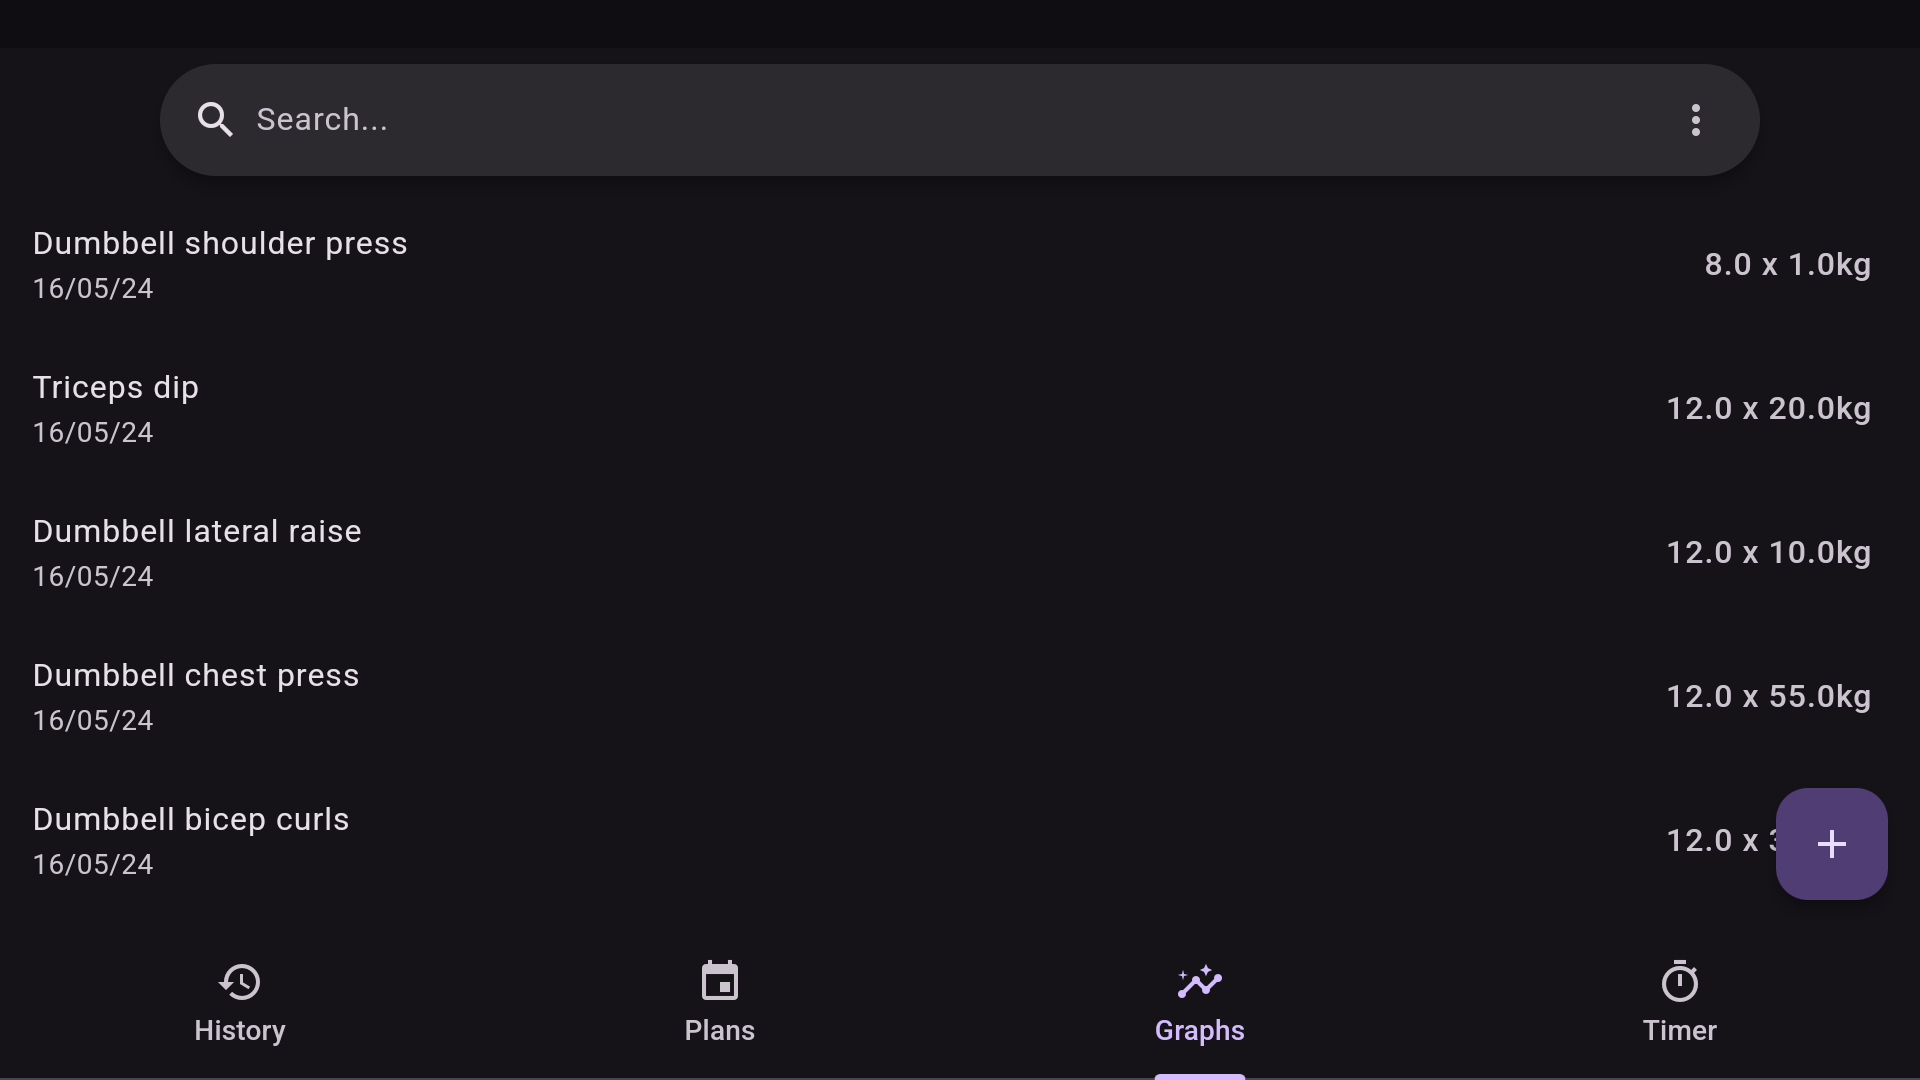 Search...
Dumbbell shoulder press
8.0 x 1.0kg
16/05/24
Triceps dip
12.0 x 20.0kg
16/05/24
Dumbbell lateral raise
12.0 x 10.0kg
16/05/24
Dumbbell chest press
12.0 x 55.0kg
16/05/24
Dumbbell bicep curls
12.0 x
16/05/24
History
Plans
Graphs
Timer